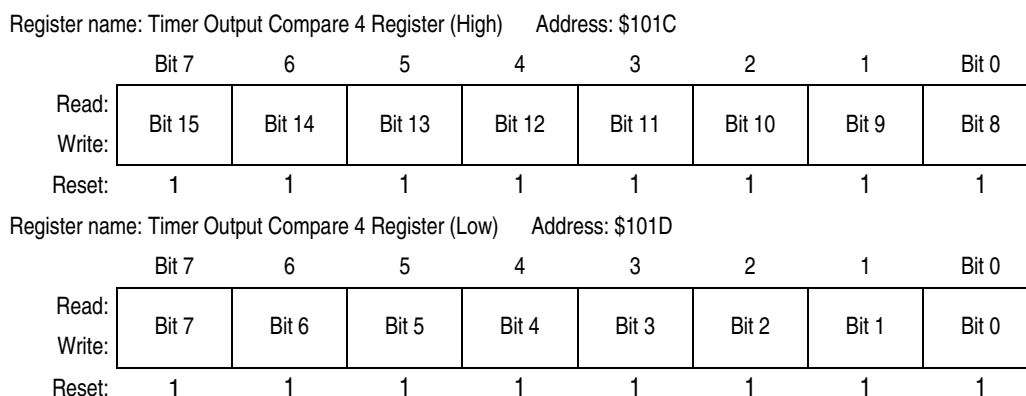 Register name: Timer Output Compare 4 Register (High) Address: $101C
Bit 7 6 5 4 3 2 1 Bit 0
Read:
Bit 15 Bit 14 Bit 13 Bit 12 Bit 11 Bit 10 Bit 9 Bit 8
Write:
Reset: 1 1 1 1 1 1 1 1
Register name: Timer Output Compare 4 Register (Low) Address: $101D
Bit 7 6 5 4 3 2 1 Bit 0
Read:
Bit 7 Bit 6 Bit 5 Bit 4 Bit 3 Bit 2 Bit 1 Bit 0
Write:
Reset: 1 1 1 1 1 1 1 1